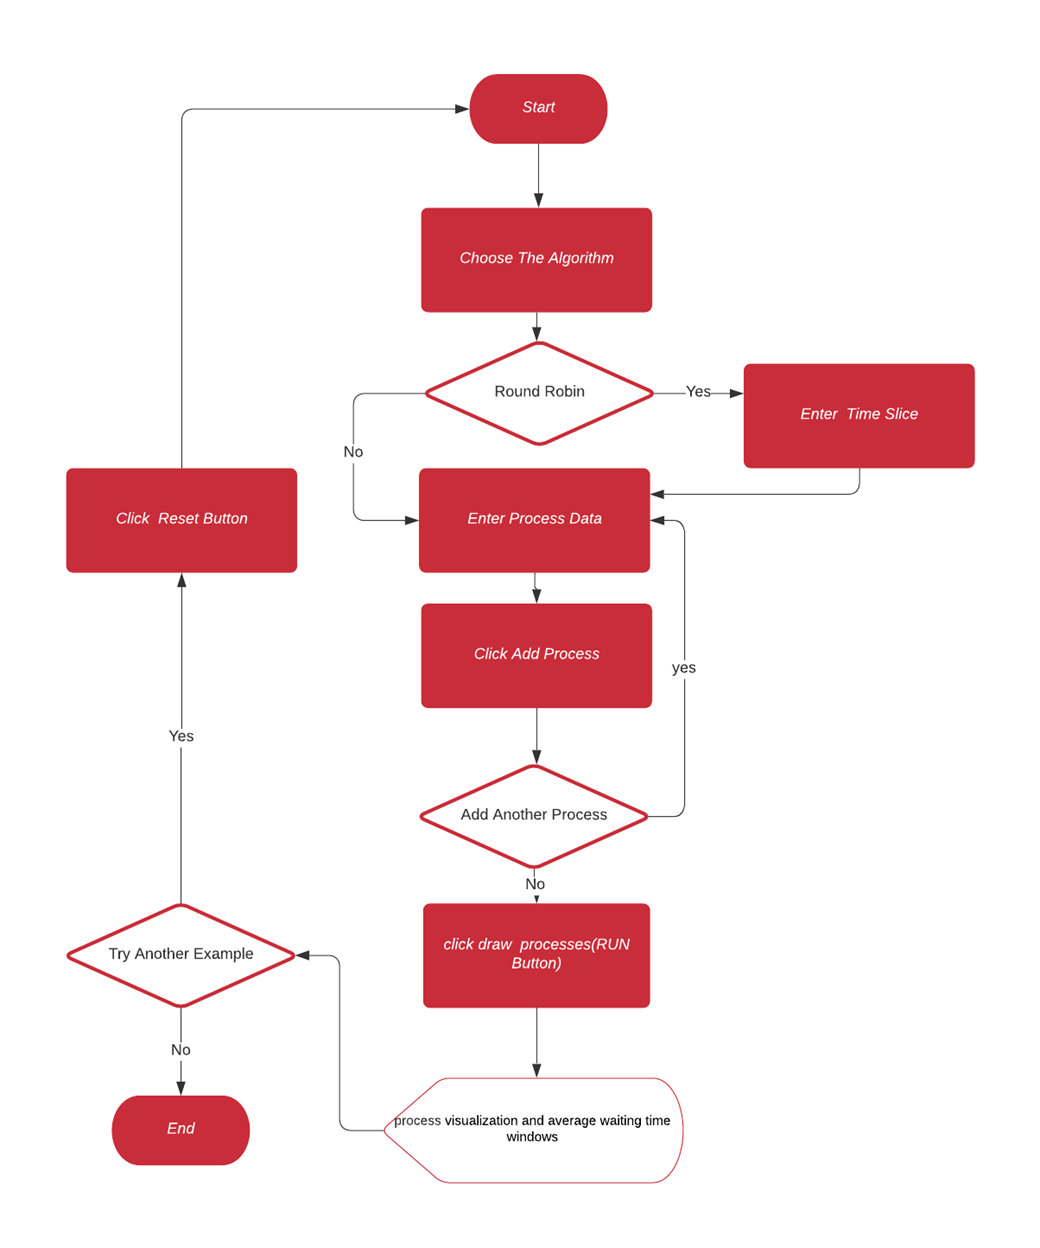 Start
Choose The Algorithm
Round Robin
Yes
Enter  Time Slice
No
Click  Reset Button
Enter Process Data
Click Add Process
yes
Yes
Add Another Process
No
click draw  processes(RUN
Button)
Try Another Example
No
process visualization and average waiting time
windows
End